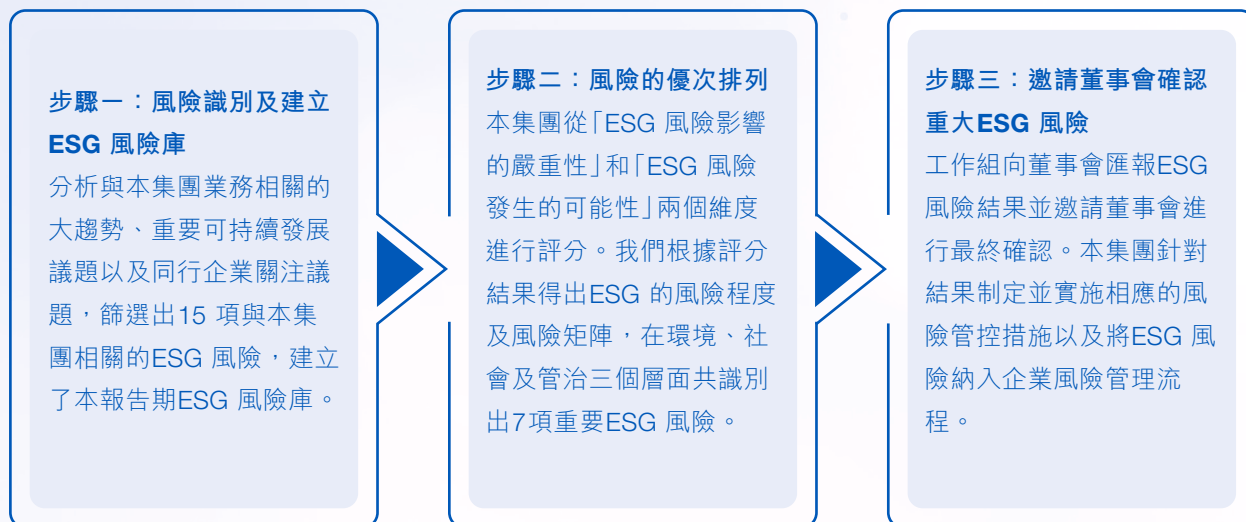 步驟一：風險識別及建立
ESG 風險庫
分析與本集團業務相關的
大趨勢、重要可持續發展
議題以及同行企業關注議
題，篩選出15 項與本集
團相關的ESG 風險，建立
了本報告期ESG 風險庫。
步驟二：風險的優次排列
本集團從「ESG 風險影響
的嚴重性」和「ESG 風險
發生的可能性」兩個維度
進行評分。我們根據評分
結果得出ESG 的風險程度
及風險矩陣，在環境、社
會及管治三個層面共識別
出7項重要ESG 風險。
步驟三：邀請董事會確認
重大ESG 風險
工作組向董事會匯報ESG
風險結果並邀請董事會進
行最終確認。本集團針對
結果制定並實施相應的風
險管控措施以及將ESG 風
險納入企業風險管理流
程。